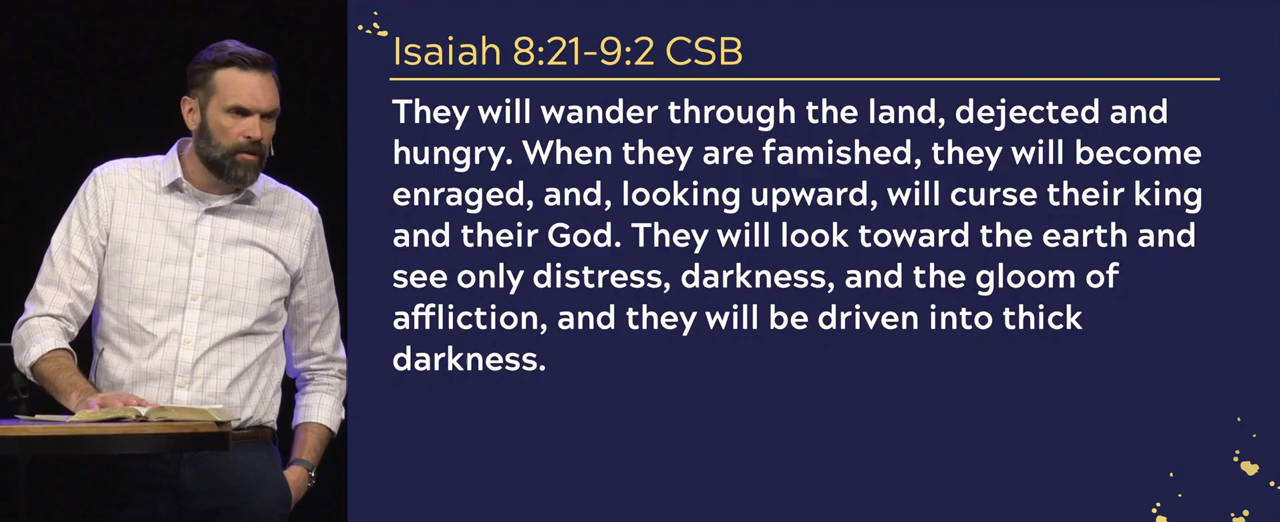 Isaiah 8:21-9:2 CSB
They will wander through the land, dejected and
hungry. When they are famished, they will become
enraged, and, looking upward, will curse their king
and their God. They will look toward the earth and
see only distress, darkness, and the gloom of
affliction, and they will be driven into thick
darkness.